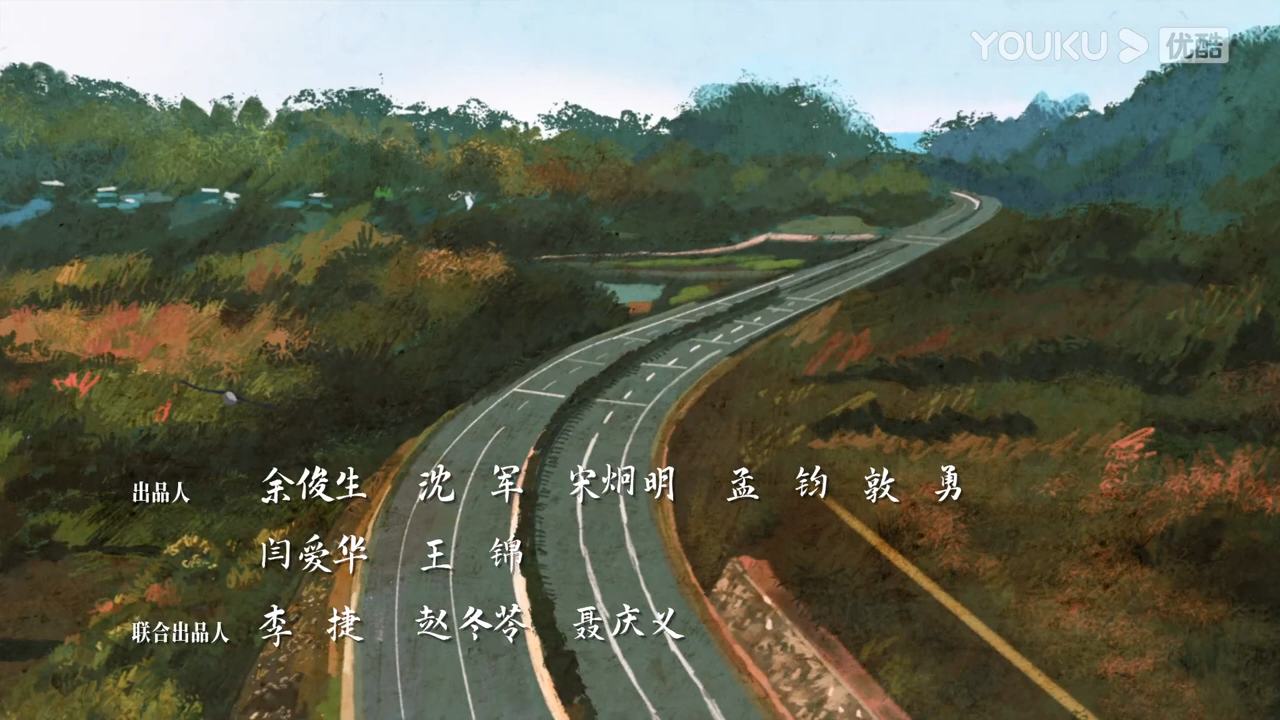 YOUKU 优酷
出品人 余俊生 沈军 宋炯明 孟钧 敦勇
闫爱华 王锦
联合出品人 李捷 赵冬苓 聂庆义